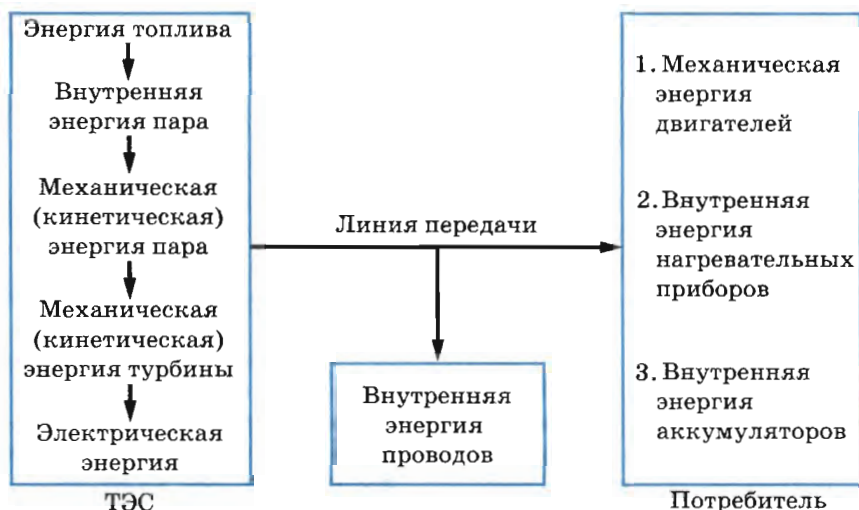 Энергия топлива
Внутренняя
энергия пара
Механическая
(кинетическая)
энергия пара
Механическая
(кинетическая)
энергия турбины
Электрическая
энергия
ТЭС
Линия передачи
Внутренняя
энергия
проводов
1. Механическая
энергия
двигателей
2. Внутренняя
энергия
нагревательных
приборов
3. Внутренняя
энергия
аккумуляторов
Потребитель